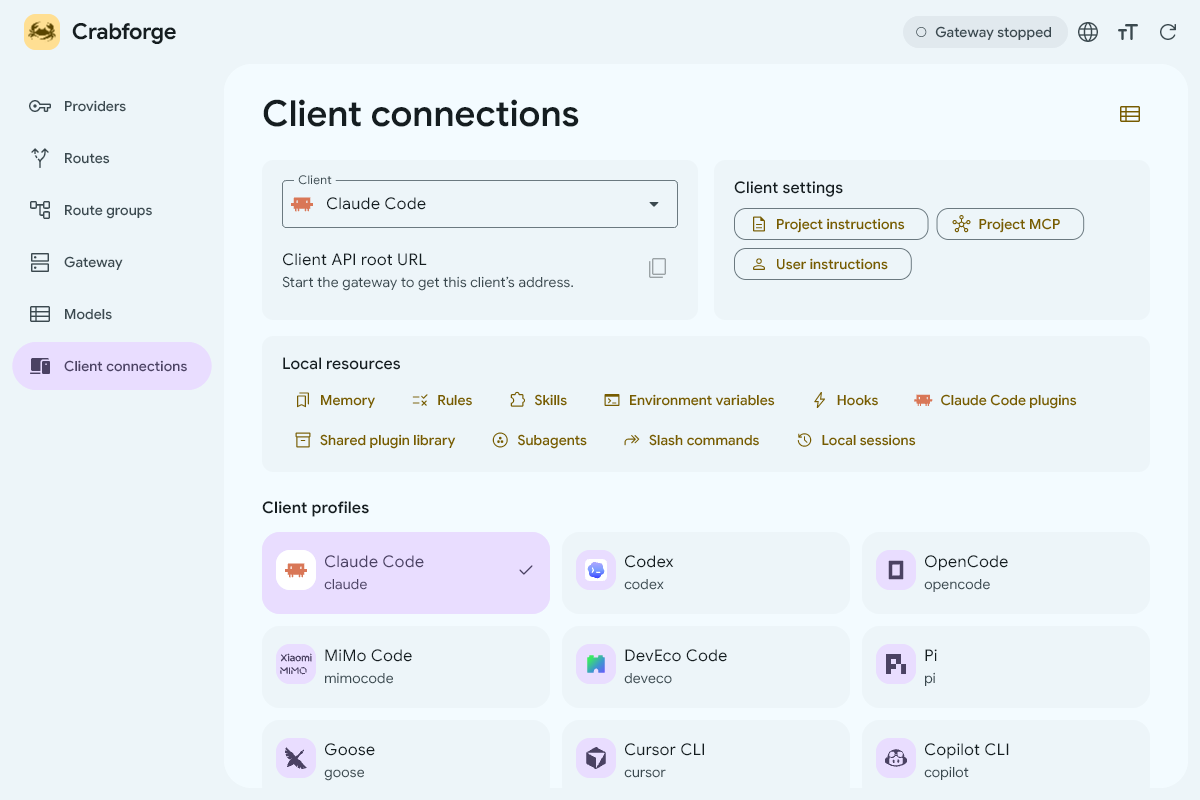 Crabforge
Gateway stopped
Providers
Routes
Route groups
Gateway
Models
Client connections
Client connections
Client
Claude Code
Client API root URL
Start the gateway to get this client’s address.
Client settings
Project instructions
Project MCP
User instructions
Local resources
Memory
Rules
Skills
Environment variables
Hooks
Claude Code plugins
Shared plugin library
Subagents
Slash commands
Local sessions
Client profiles
Claude Code
claude
Codex
codex
OpenCode
opencode
Xiaomi
MiMO
MiMo Code
mimocode
DevEco Code
deveco
Pi
pi
Goose
goose
Cursor CLI
cursor
Copilot CLI
copilot